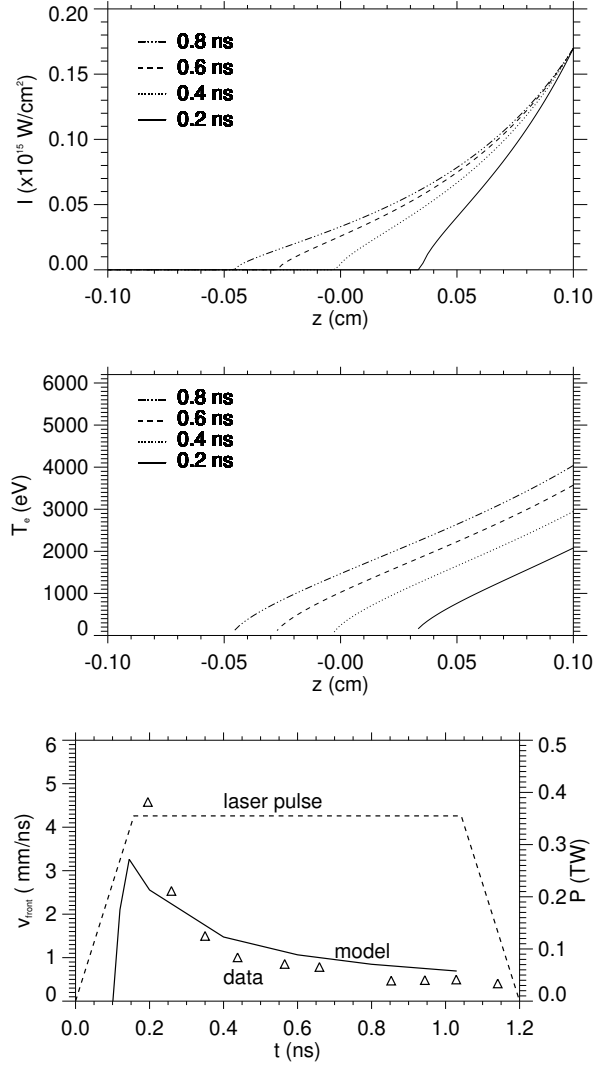 0.20
0.15
0.10
0.05
0.00
I (x10¹⁵ W/cm²)
0.8 ns
0.6 ns
0.4 ns
0.2 ns
-0.10 -0.05 -0.00 0.05 0.10
z (cm)
6000
5000
4000
3000
2000
1000
0
Tₑ (eV)
0.8 ns
0.6 ns
0.4 ns
0.2 ns
-0.10 -0.05 -0.00 0.05 0.10
z (cm)
6
5
4
3
2
1
0
v_front ( mm/ns)
laser pulse
model
data
0.5
0.4
0.3
0.2
0.1
0.0
P (TW)
0.0 0.2 0.4 0.6 0.8 1.0 1.2
t (ns)